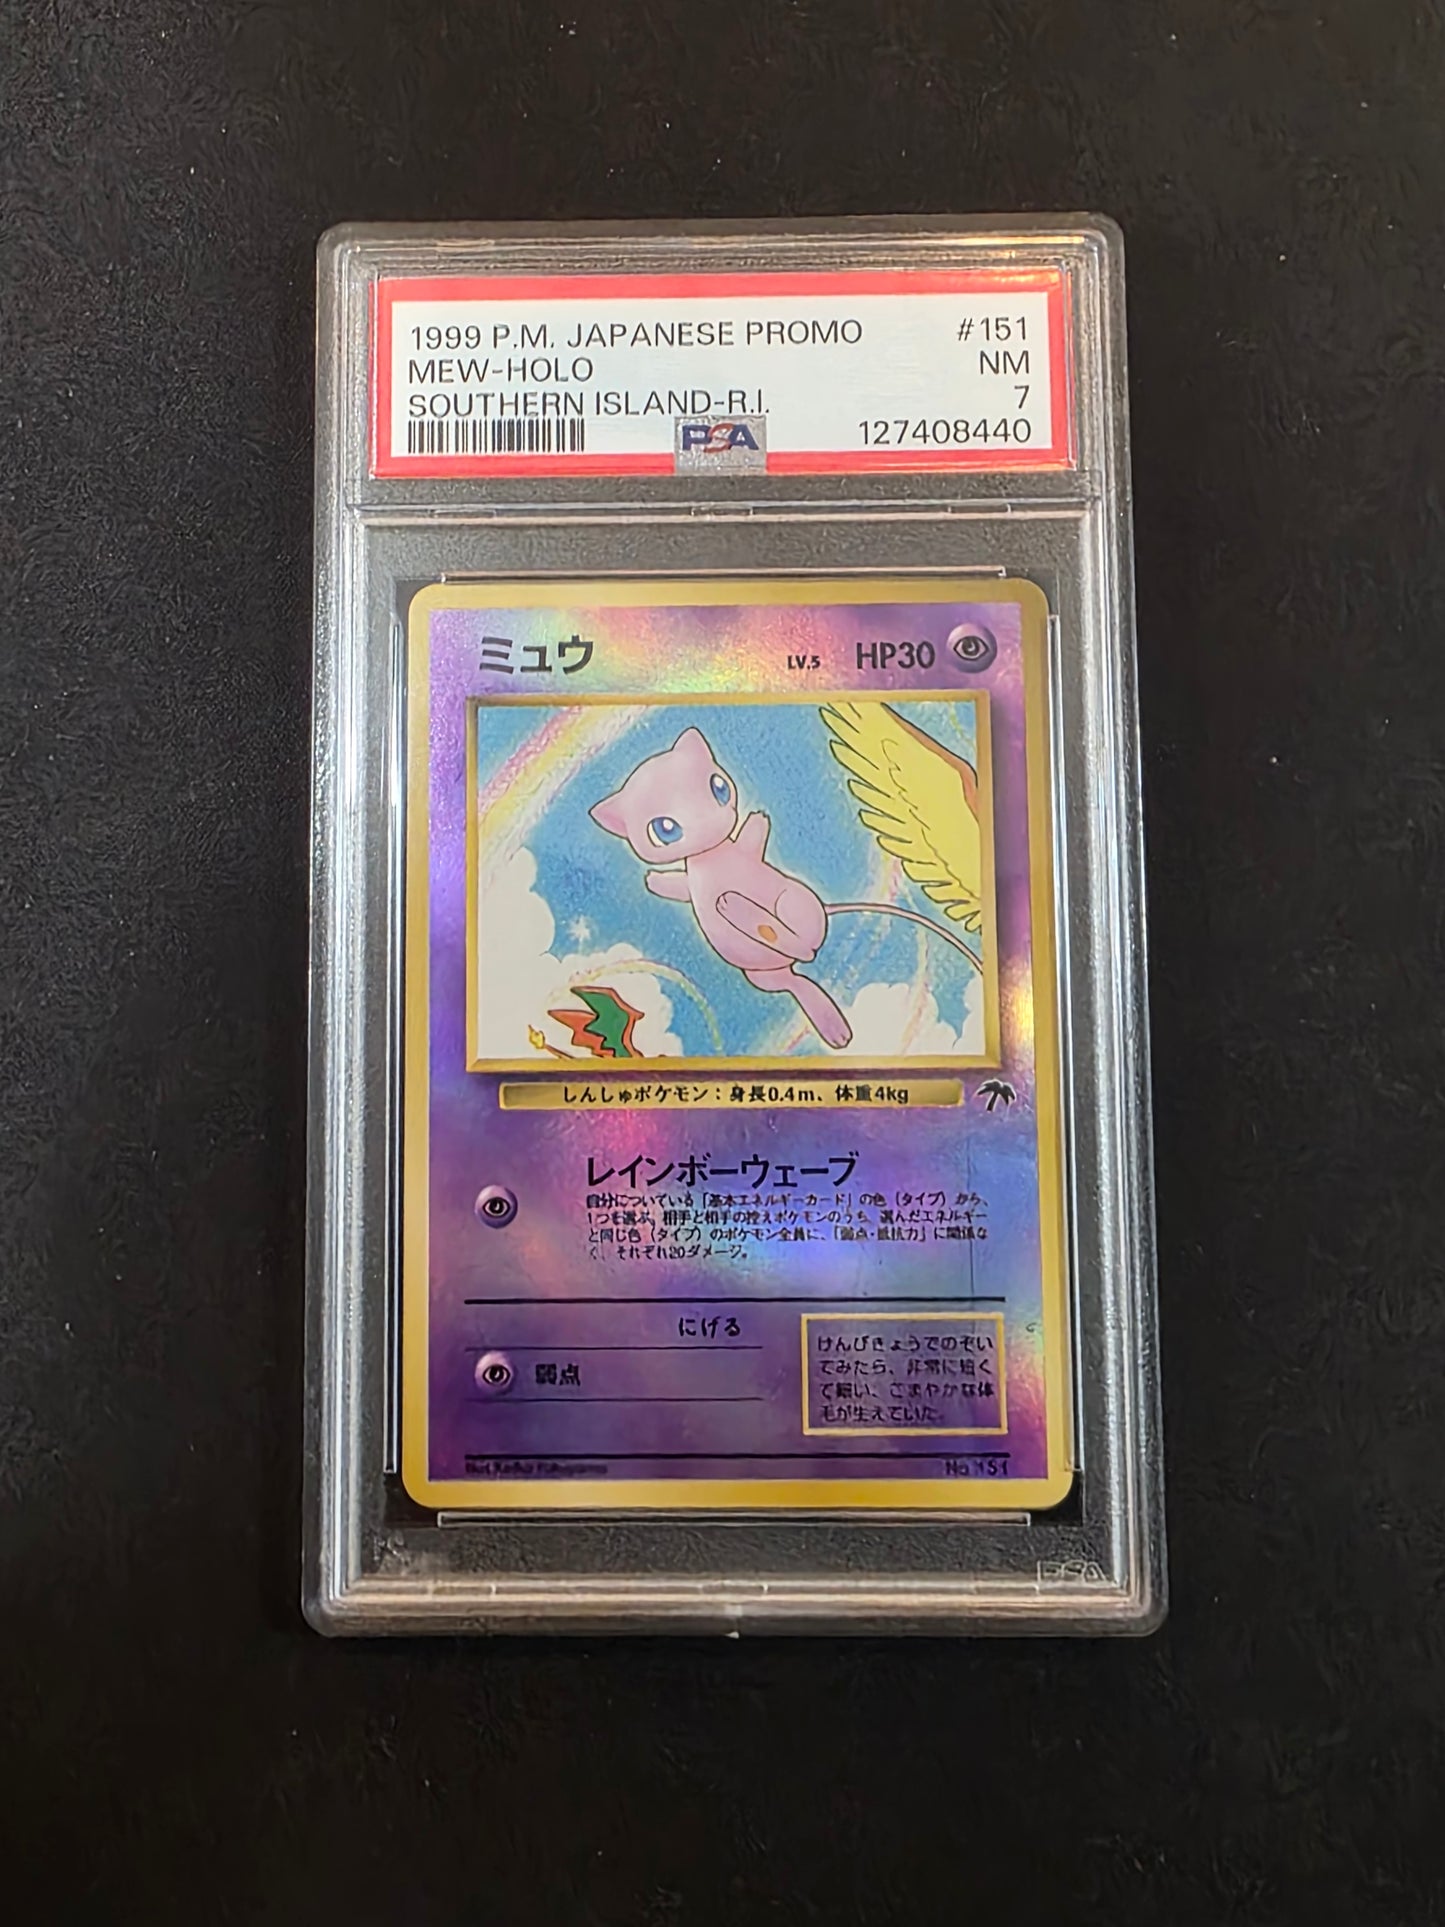 1999 P.M. JAPANESE PROMO #151
MEW-HOLO NM
SOUTHERN ISLAND-R.I. 7
PSA 127408440
ミュウ LV.5 HP30
しんしゅポケモン：身長0.4m、体重4kg
レインボーウェーブ
自分についている「基本エネルギーカード」の色（タイプ）から、
1つを選ぶ。相手と相手の控えポケモンのうち、選んだエネルギー
と同じ色（タイプ）のポケモン全員に、「弱点・抵抗力」に関係な
く、それぞれ20ダメージ。
にげる
弱点
けんびきょうでのぞい
てみたら、非常に短く
て細い、こまやかな体
毛が生えていた。
No.151
PSA